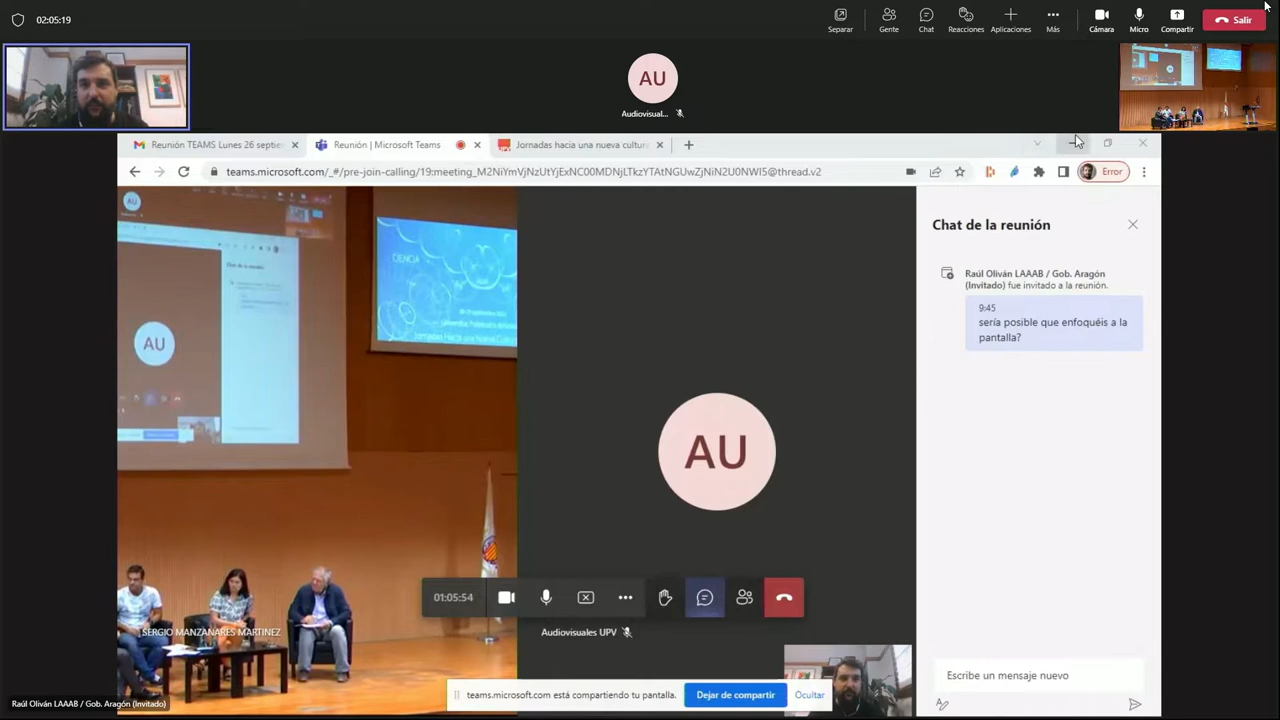 02:05:19
Separar
Gente
Chat
Reacciones
Aplicaciones
Más
Cámara
Micro
Compartir
Salir
AU
Audiovisual...
Reunión TEAMS Lunes 26 septie
Reunión | Microsoft Teams
Jornadas hacia una nueva cultur
teams.microsoft.com/_#/pre-join-calling/19:meeting_M2NiYmVjNzUtYjExNC00MDNjLTkzYTAtNGUwZjNiN2U0NWI5@thread.v2
Error
AU
CIENCIA
AU
AU
Chat de la reunión
Raúl Oliván LAAAB / Gob. Aragón
(Invitado) fue invitado a la reunión.
9:45
sería posible que enfoquéis a la
pantalla?
01:05:54
SERGIO MANZANARES MARTINEZ
Audiovisuales UPV
Escribe un mensaje nuevo
teams.microsoft.com está compartiendo tu pantalla.
Dejar de compartir
Ocultar
Raúl Oliván LAAAB / Gob. Aragón (Invitado)